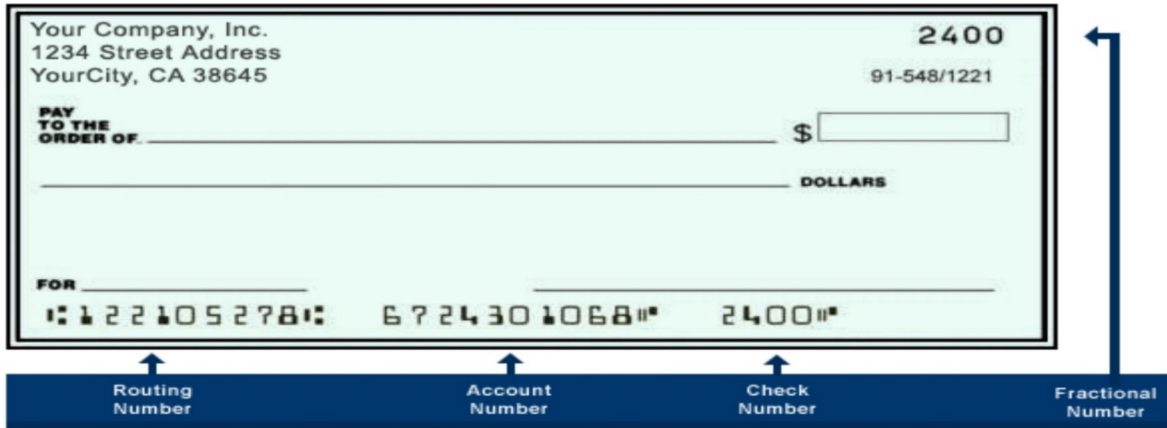 Your Company, Inc.
1234 Street Address
YourCity, CA 38645
2400
91-548/1221
PAY
TO THE
ORDER OF
$
DOLLARS
FOR
⑆122105278⑆ 6724301068⑈ 2400⑈
Routing
Number
Account
Number
Check
Number
Fractional
Number